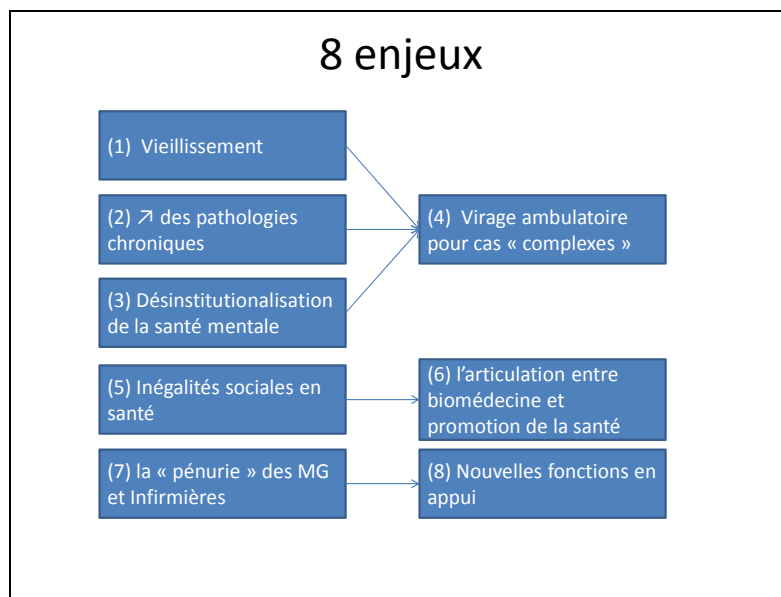 8 enjeux
(1) Vieillissement
(2) ↗ des pathologies
chroniques
(3) Désinstitutionalisation
de la santé mentale
(4) Virage ambulatoire
pour cas « complexes »
(5) Inégalités sociales en
santé
(6) l’articulation entre
biomédecine et
promotion de la santé
(7) la « pénurie » des MG
et Infirmières
(8) Nouvelles fonctions en
appui